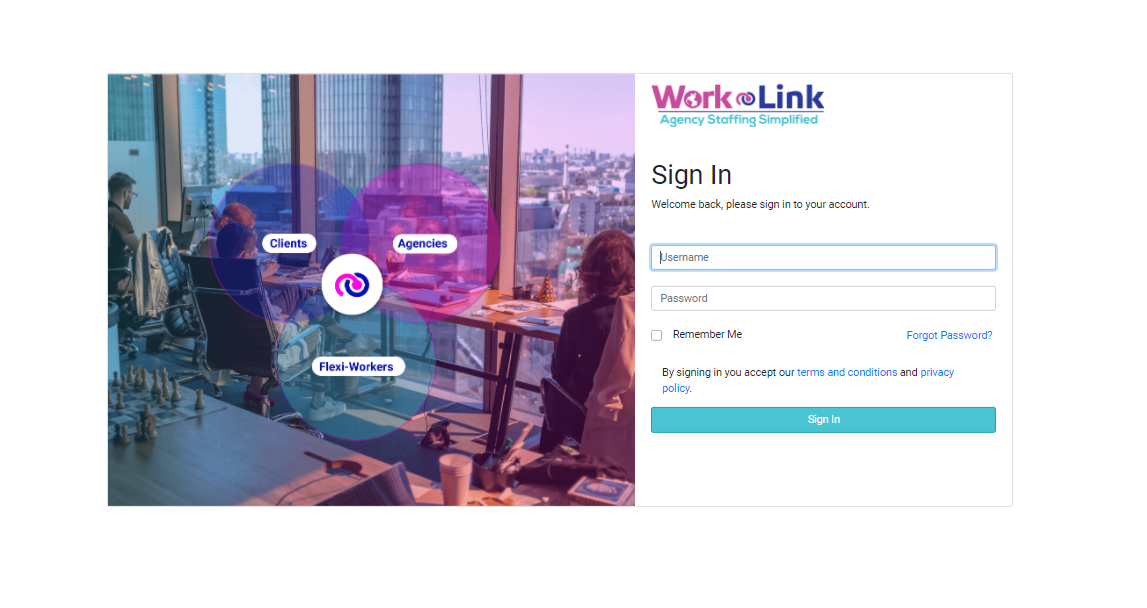 Work Link
Agency Staffing Simplified
Sign In
Welcome back, please sign in to your account.
Clients
Agencies
Flexi-Workers
Username
Password
Remember Me
Forgot Password?
By signing in you accept our terms and conditions and privacy
policy.
Sign In